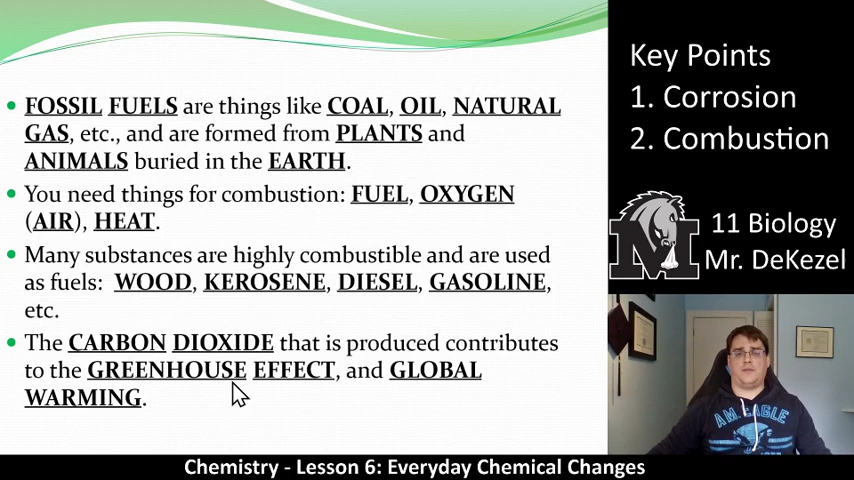 • FOSSIL FUELS are things like COAL, OIL, NATURAL
GAS, etc., and are formed from PLANTS and
ANIMALS buried in the EARTH.
• You need things for combustion: FUEL, OXYGEN
(AIR), HEAT.
• Many substances are highly combustible and are used
as fuels: WOOD, KEROSENE, DIESEL, GASOLINE,
etc.
• The CARBON DIOXIDE that is produced contributes
to the GREENHOUSE EFFECT, and GLOBAL
WARMING.
Key Points
1. Corrosion
2. Combustion
M
11 Biology
Mr. DeKezel
AM. EAGLE
Chemistry - Lesson 6: Everyday Chemical Changes